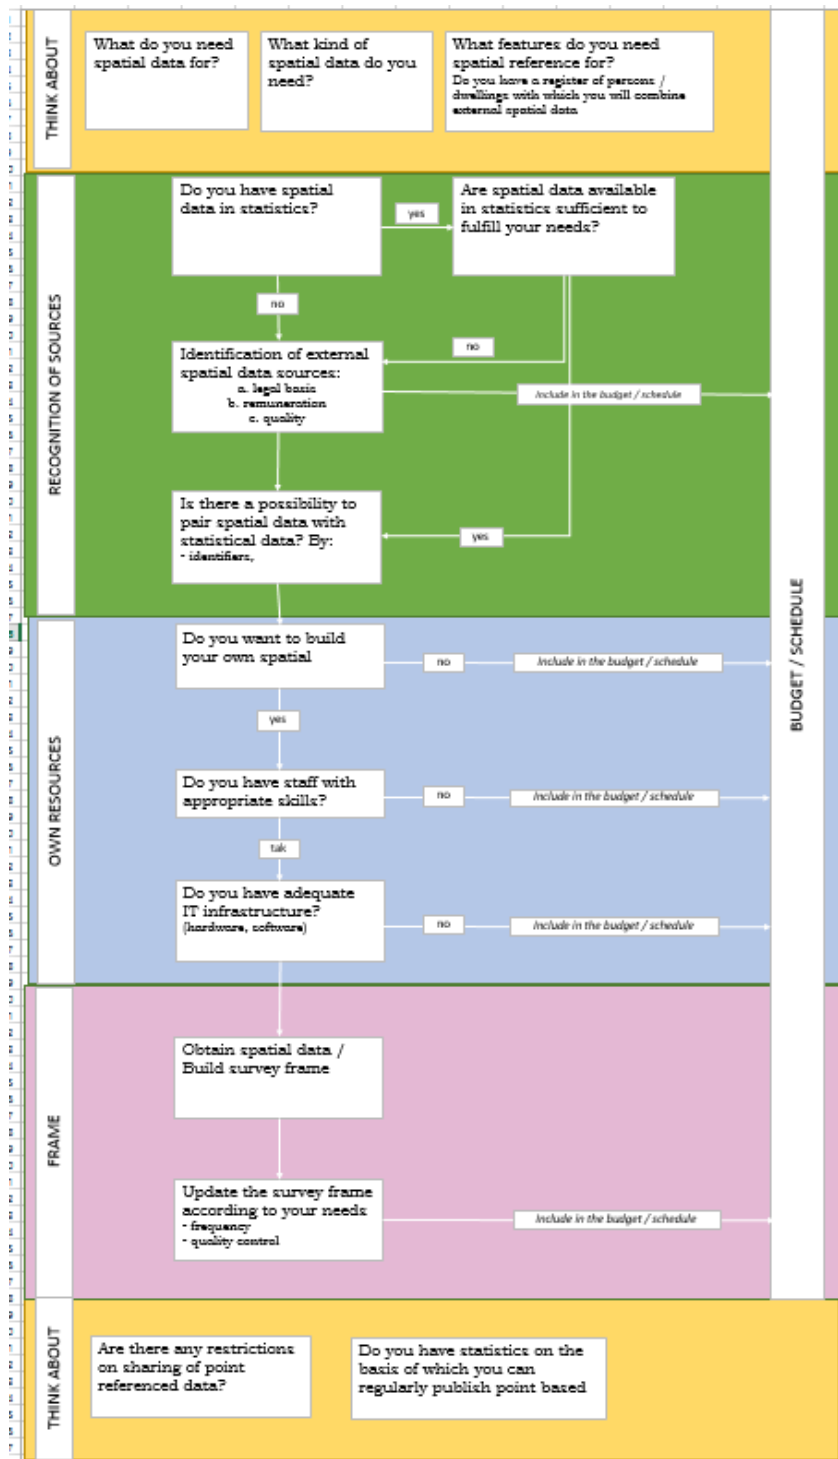 THINK ABOUT
What do you need
spatial data for?
What kind of
spatial data do you
need?
What features do you need
spatial reference for?
Do you have a register of persons /
dwellings with which you will combine
external spatial data
RECOGNITION OF SOURCES
Do you have spatial
data in statistics?
yes
Are spatial data available
in statistics sufficient to
fulfill your needs?
no
no
Identification of external
spatial data sources:
a. legal basis
b. remuneration
c. quality
Include in the budget / schedule
Is there a possibility to
pair spatial data with
statistical data? By:
- identifiers,
yes
BUDGET / SCHEDULE
OWN RESOURCES
Do you want to build
your own spatial
no
Include in the budget / schedule
yes
Do you have staff with
appropriate skills?
no
Include in the budget / schedule
tak
Do you have adequate
IT infrastructure?
(hardware, software)
no
Include in the budget / schedule
FRAME
Obtain spatial data /
Build survey frame
Update the survey frame
according to your needs
- frequency
- quality control
Include in the budget / schedule
THINK ABOUT
Are there any restrictions
on sharing of point
referenced data?
Do you have statistics on the
basis of which you can
regularly publish point based